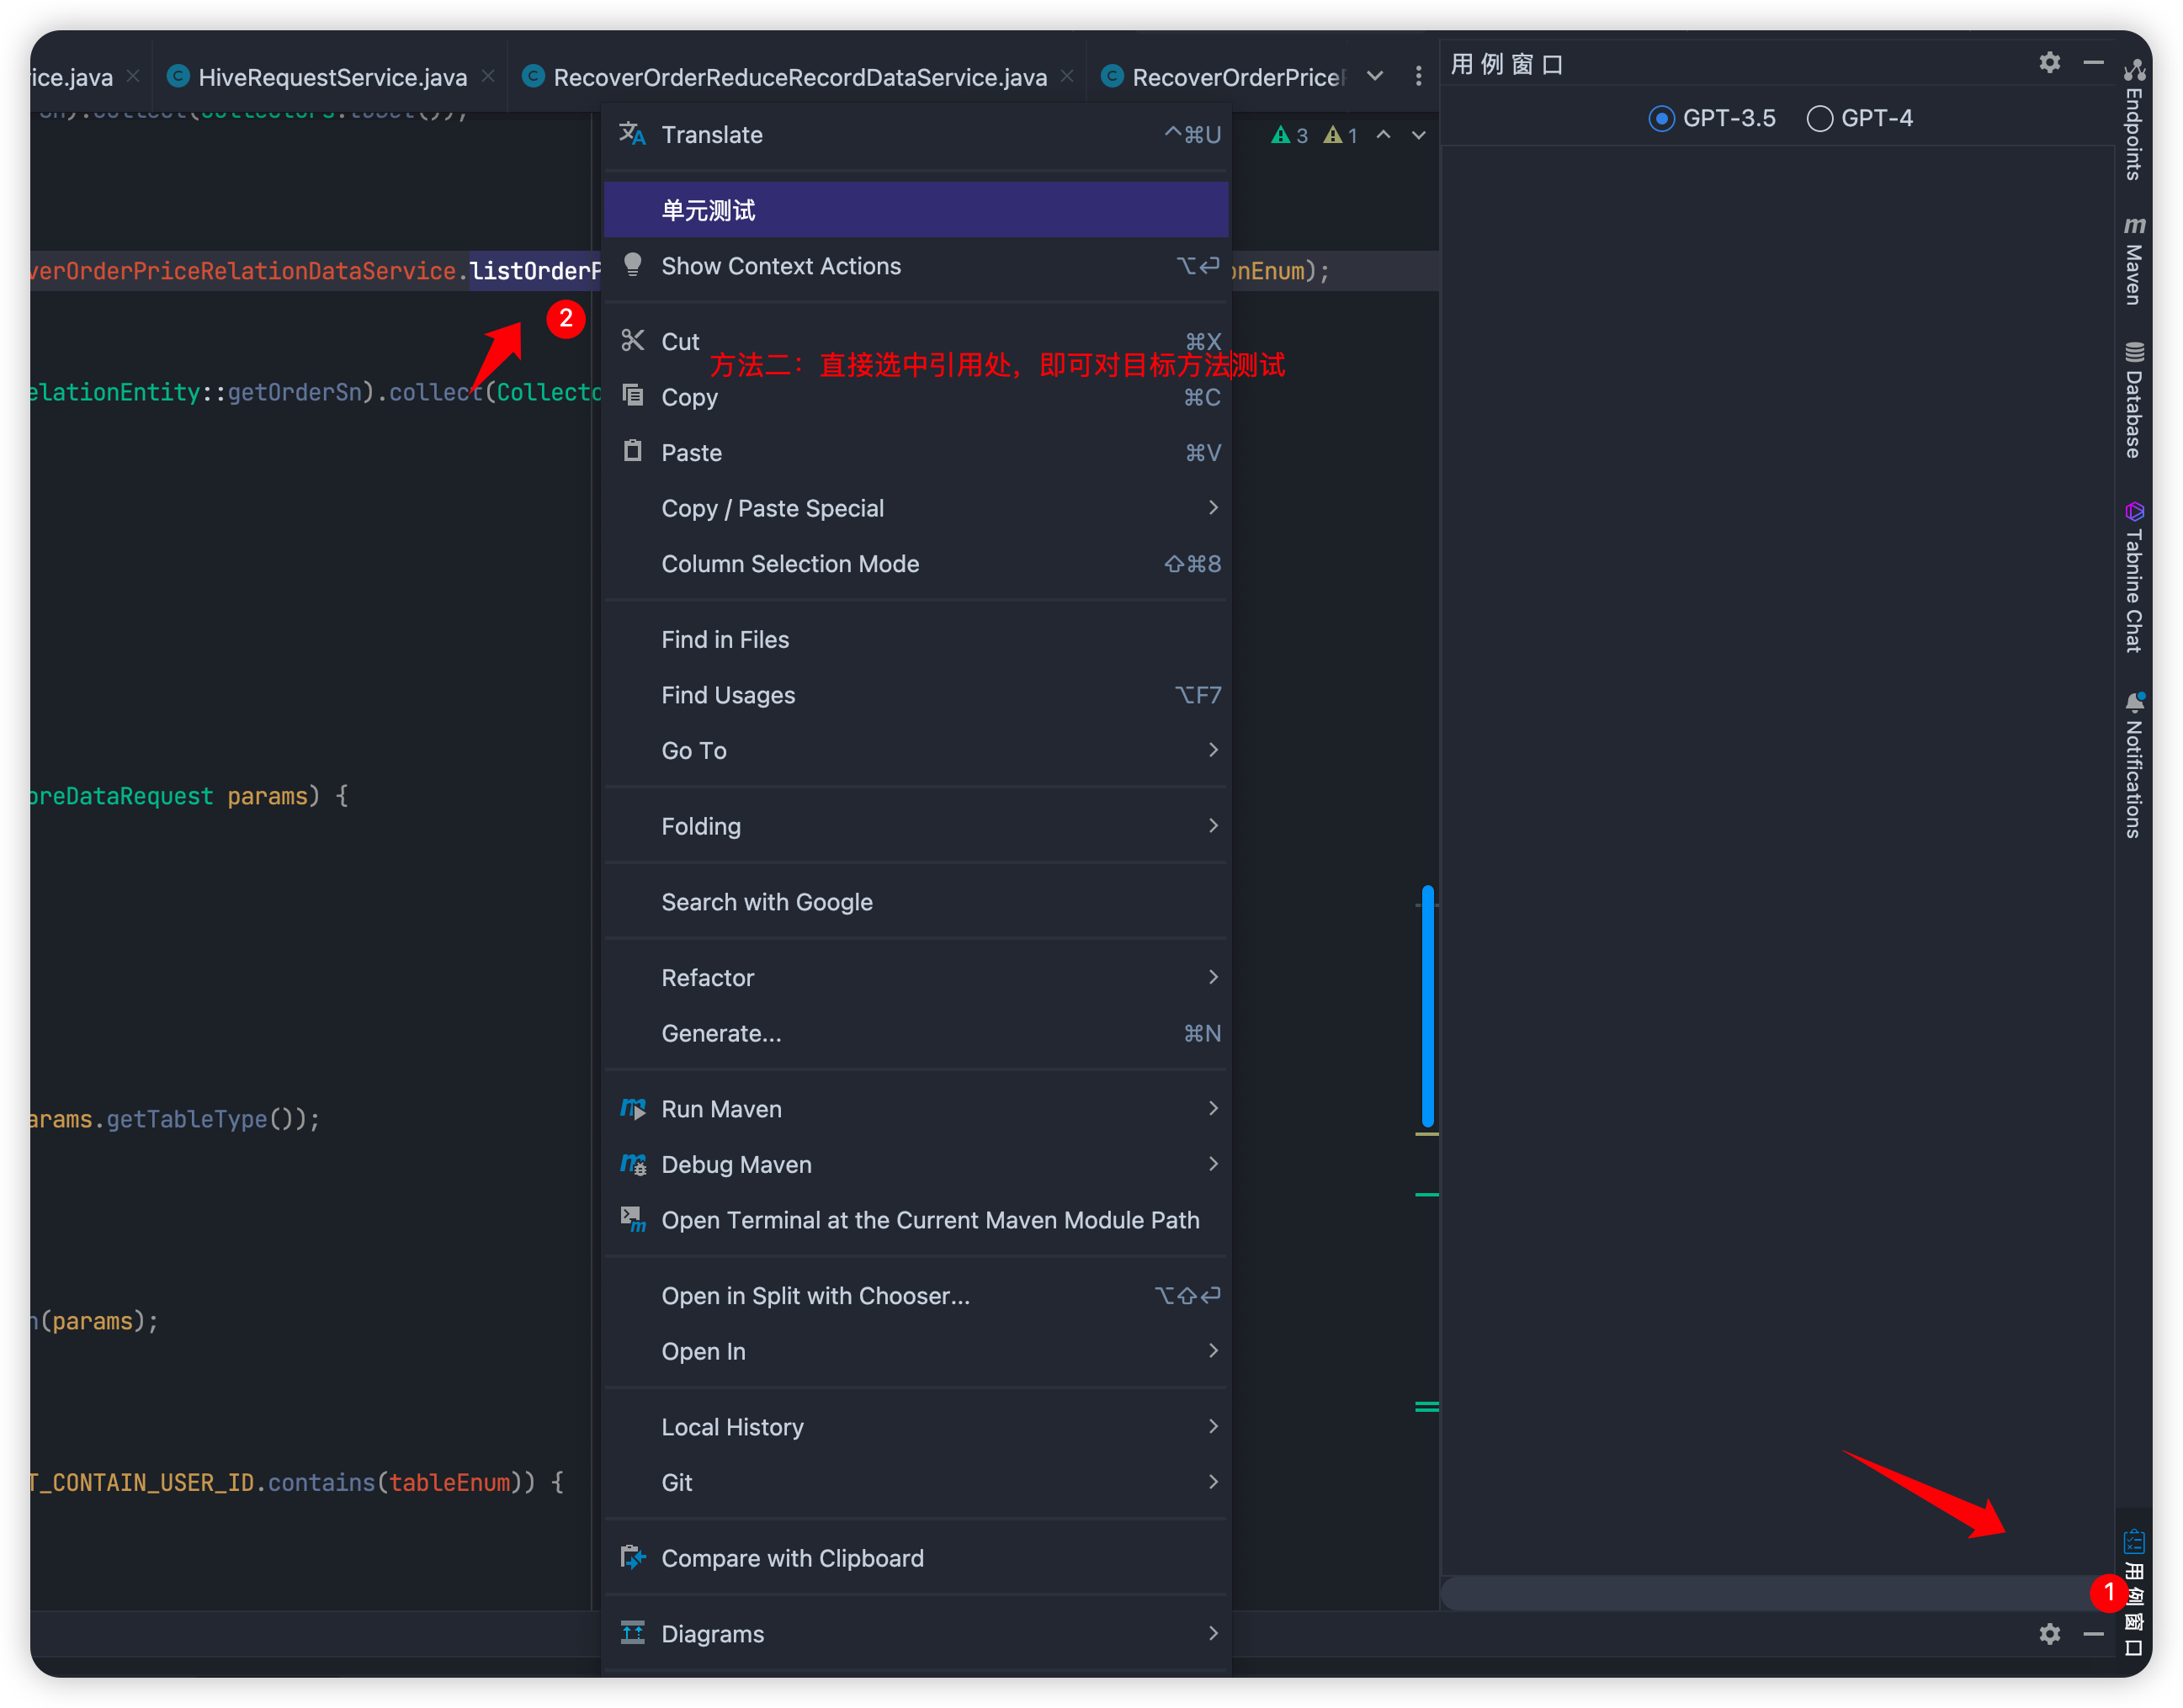 ice.java
HiveRequestService.java
RecoverOrderReduceRecordDataService.java
RecoverOrderPrice
用例窗口
GPT-3.5
GPT-4
3
1
Translate ^⌘U
单元测试
Show Context Actions ⌥⏎
Cut ⌘X
方法二：直接选中引用处，即可对目标方法测试
Copy ⌘C
Paste ⌘V
Copy / Paste Special
Column Selection Mode ⇧⌘8
Find in Files
Find Usages ⌥F7
Go To
Folding
Search with Google
Refactor
Generate... ⌘N
Run Maven
Debug Maven
Open Terminal at the Current Maven Module Path
Open in Split with Chooser... ⌥⇧⏎
Open In
Local History
Git
Compare with Clipboard
Diagrams
verOrderPriceRelationDataService.listOrderP
onEnum);
2
elationEntity::getOrderSn).collect(Collecto
oreDataRequest params) {
arams.getTableType());
n(params);
T_CONTAIN_USER_ID.contains(tableEnum)) {
Endpoints
Maven
Database
Tabnine Chat
Notifications
1
用例窗口